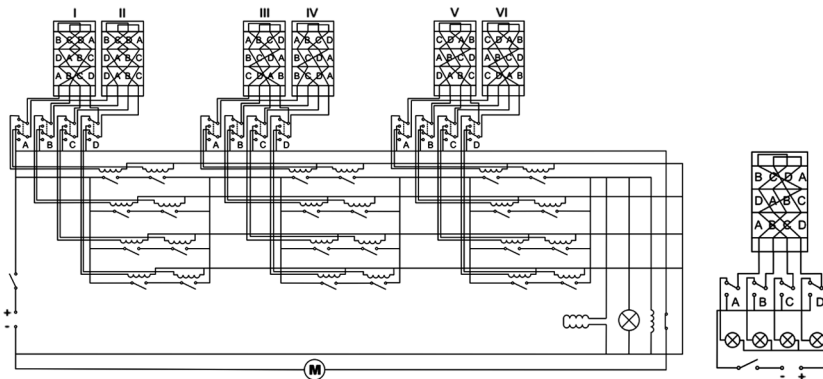 I II III IV V VI
B C D A B C D A A B C D A B C D C D A B C D A B
D A B C D A B C B C D A D A B C A B C D A B C D
A B C D D A B C C D A B B C D A D A B C C D A B
A B C D A B C D A B C D
+
-
M
B C D A
D A B C
A B C D
A B C D
- +